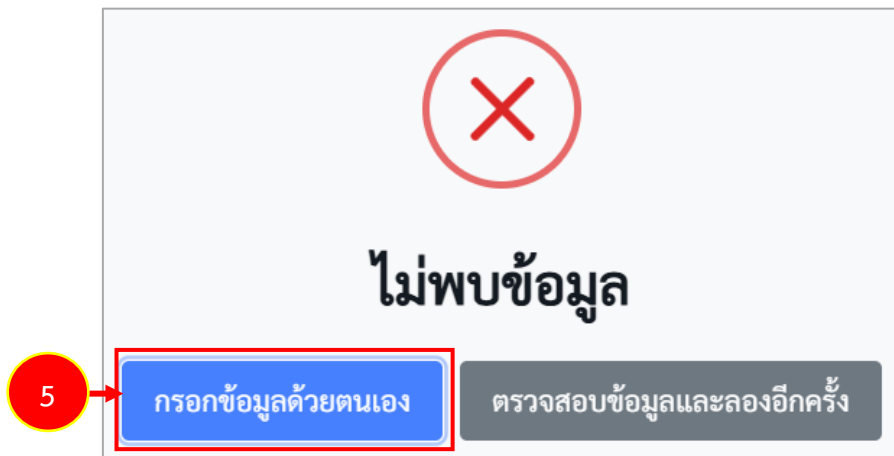 ไม่พบข้อมูล
5
กรอกข้อมูลด้วยตนเอง
ตรวจสอบข้อมูลและลองอีกครั้ง